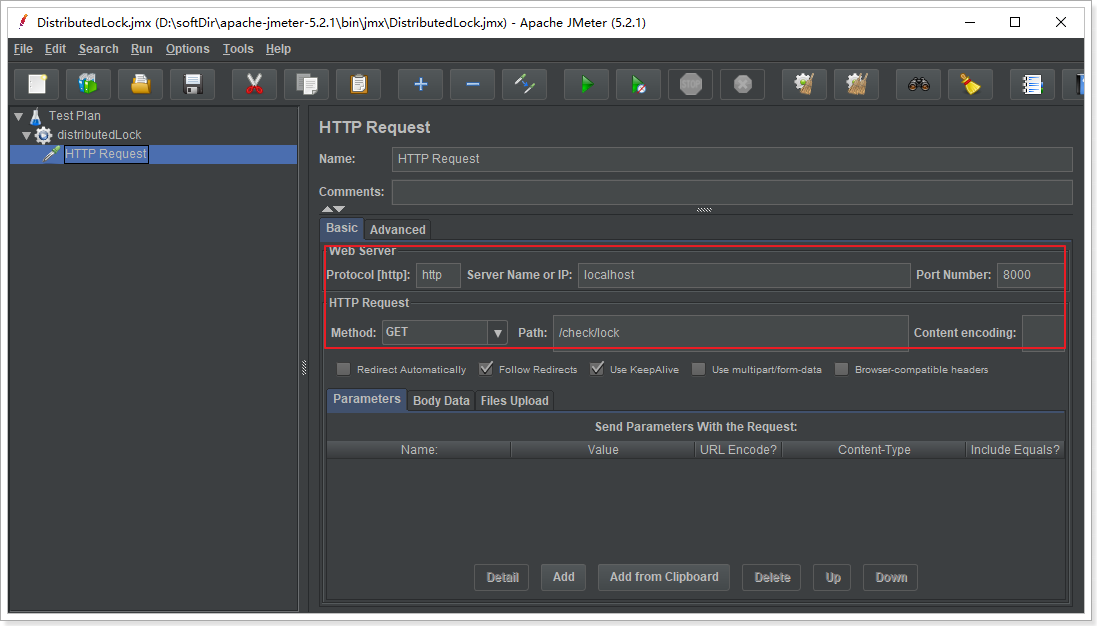 DistributedLock.jmx (D:\softDir\apache-jmeter-5.2.1\bin\jmx\DistributedLock.jmx) - Apache JMeter (5.2.1)
File Edit Search Run Options Tools Help
STOP
Test Plan
distributedLock
HTTP Request
HTTP Request
Name: HTTP Request
Comments:
Basic Advanced
Web Server
Protocol [http]: http Server Name or IP: localhost Port Number: 8000
HTTP Request
Method: GET Path: /check/lock Content encoding:
Redirect Automatically Follow Redirects Use KeepAlive Use multipart/form-data Browser-compatible headers
Parameters Body Data Files Upload
Send Parameters With the Request:
Name: Value URL Encode? Content-Type Include Equals?
Detail Add Add from Clipboard Delete Up Down